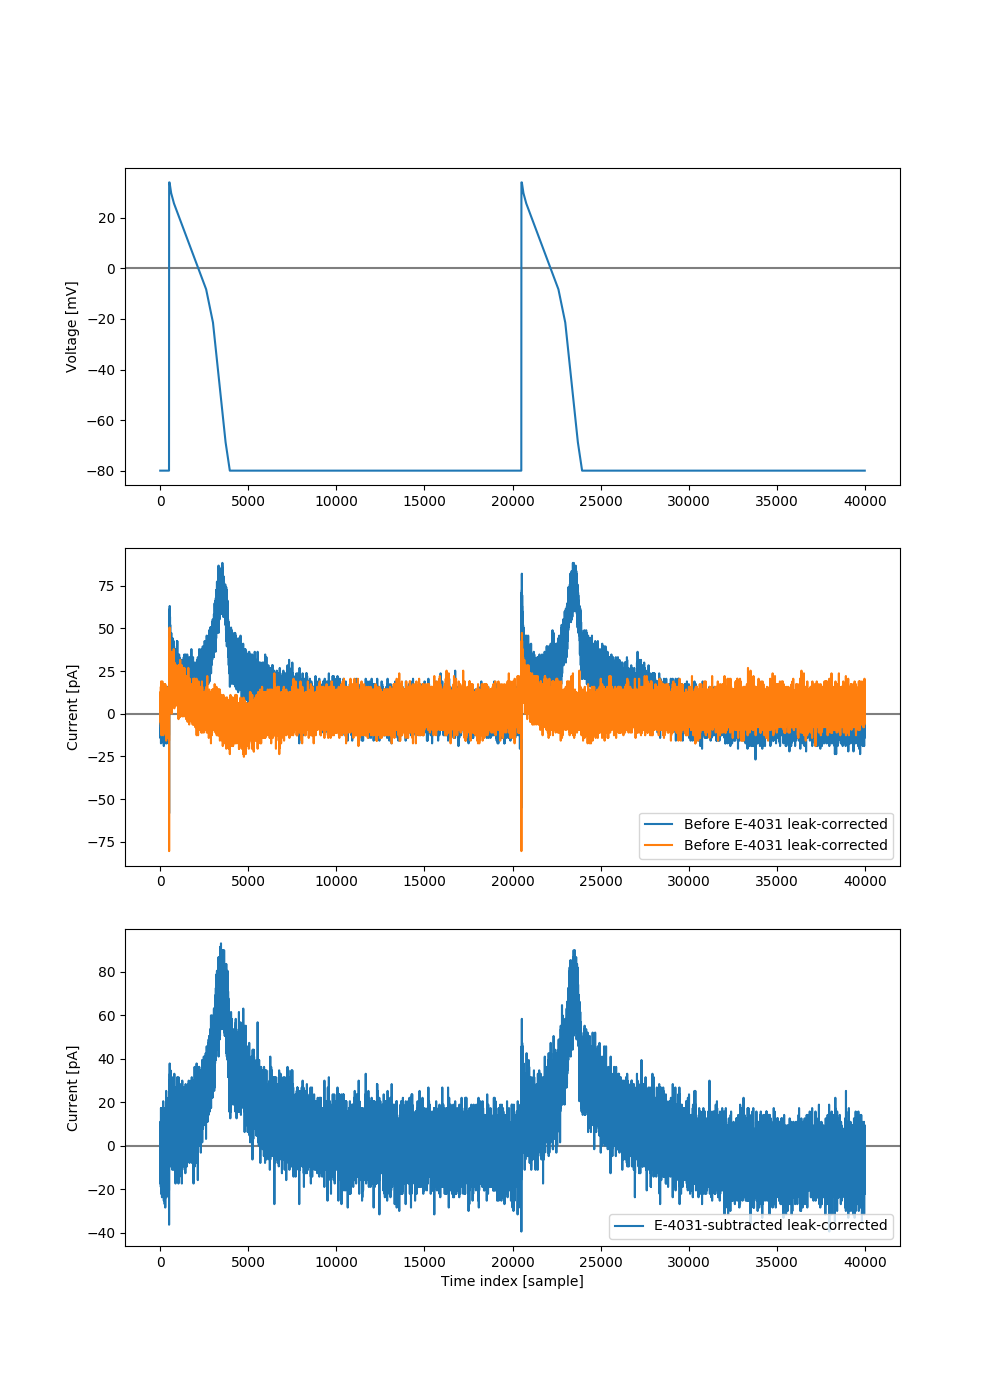 20
0
−20
−40
−60
−80
Voltage [mV]
0 5000 10000 15000 20000 25000 30000 35000 40000
75
50
25
0
−25
−50
−75
Current [pA]
Before E-4031 leak-corrected
Before E-4031 leak-corrected
0 5000 10000 15000 20000 25000 30000 35000 40000
80
60
40
20
0
−20
−40
Current [pA]
E-4031-subtracted leak-corrected
0 5000 10000 15000 20000 25000 30000 35000 40000
Time index [sample]